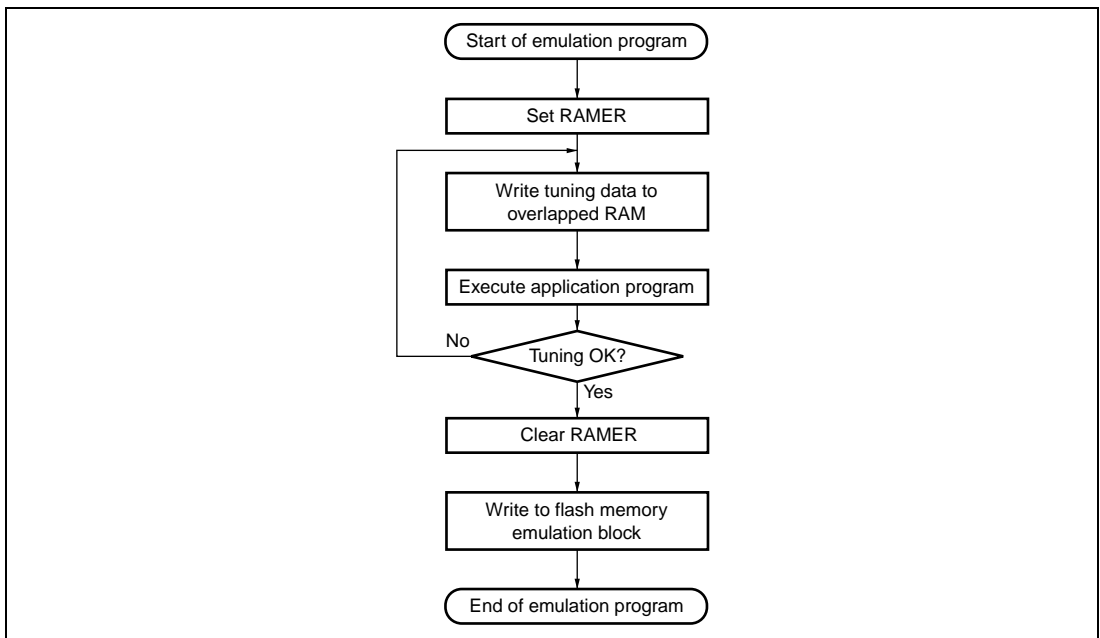 Start of emulation program
Set RAMER
Write tuning data to
overlapped RAM
Execute application program
No
Tuning OK?
Yes
Clear RAMER
Write to flash memory
emulation block
End of emulation program